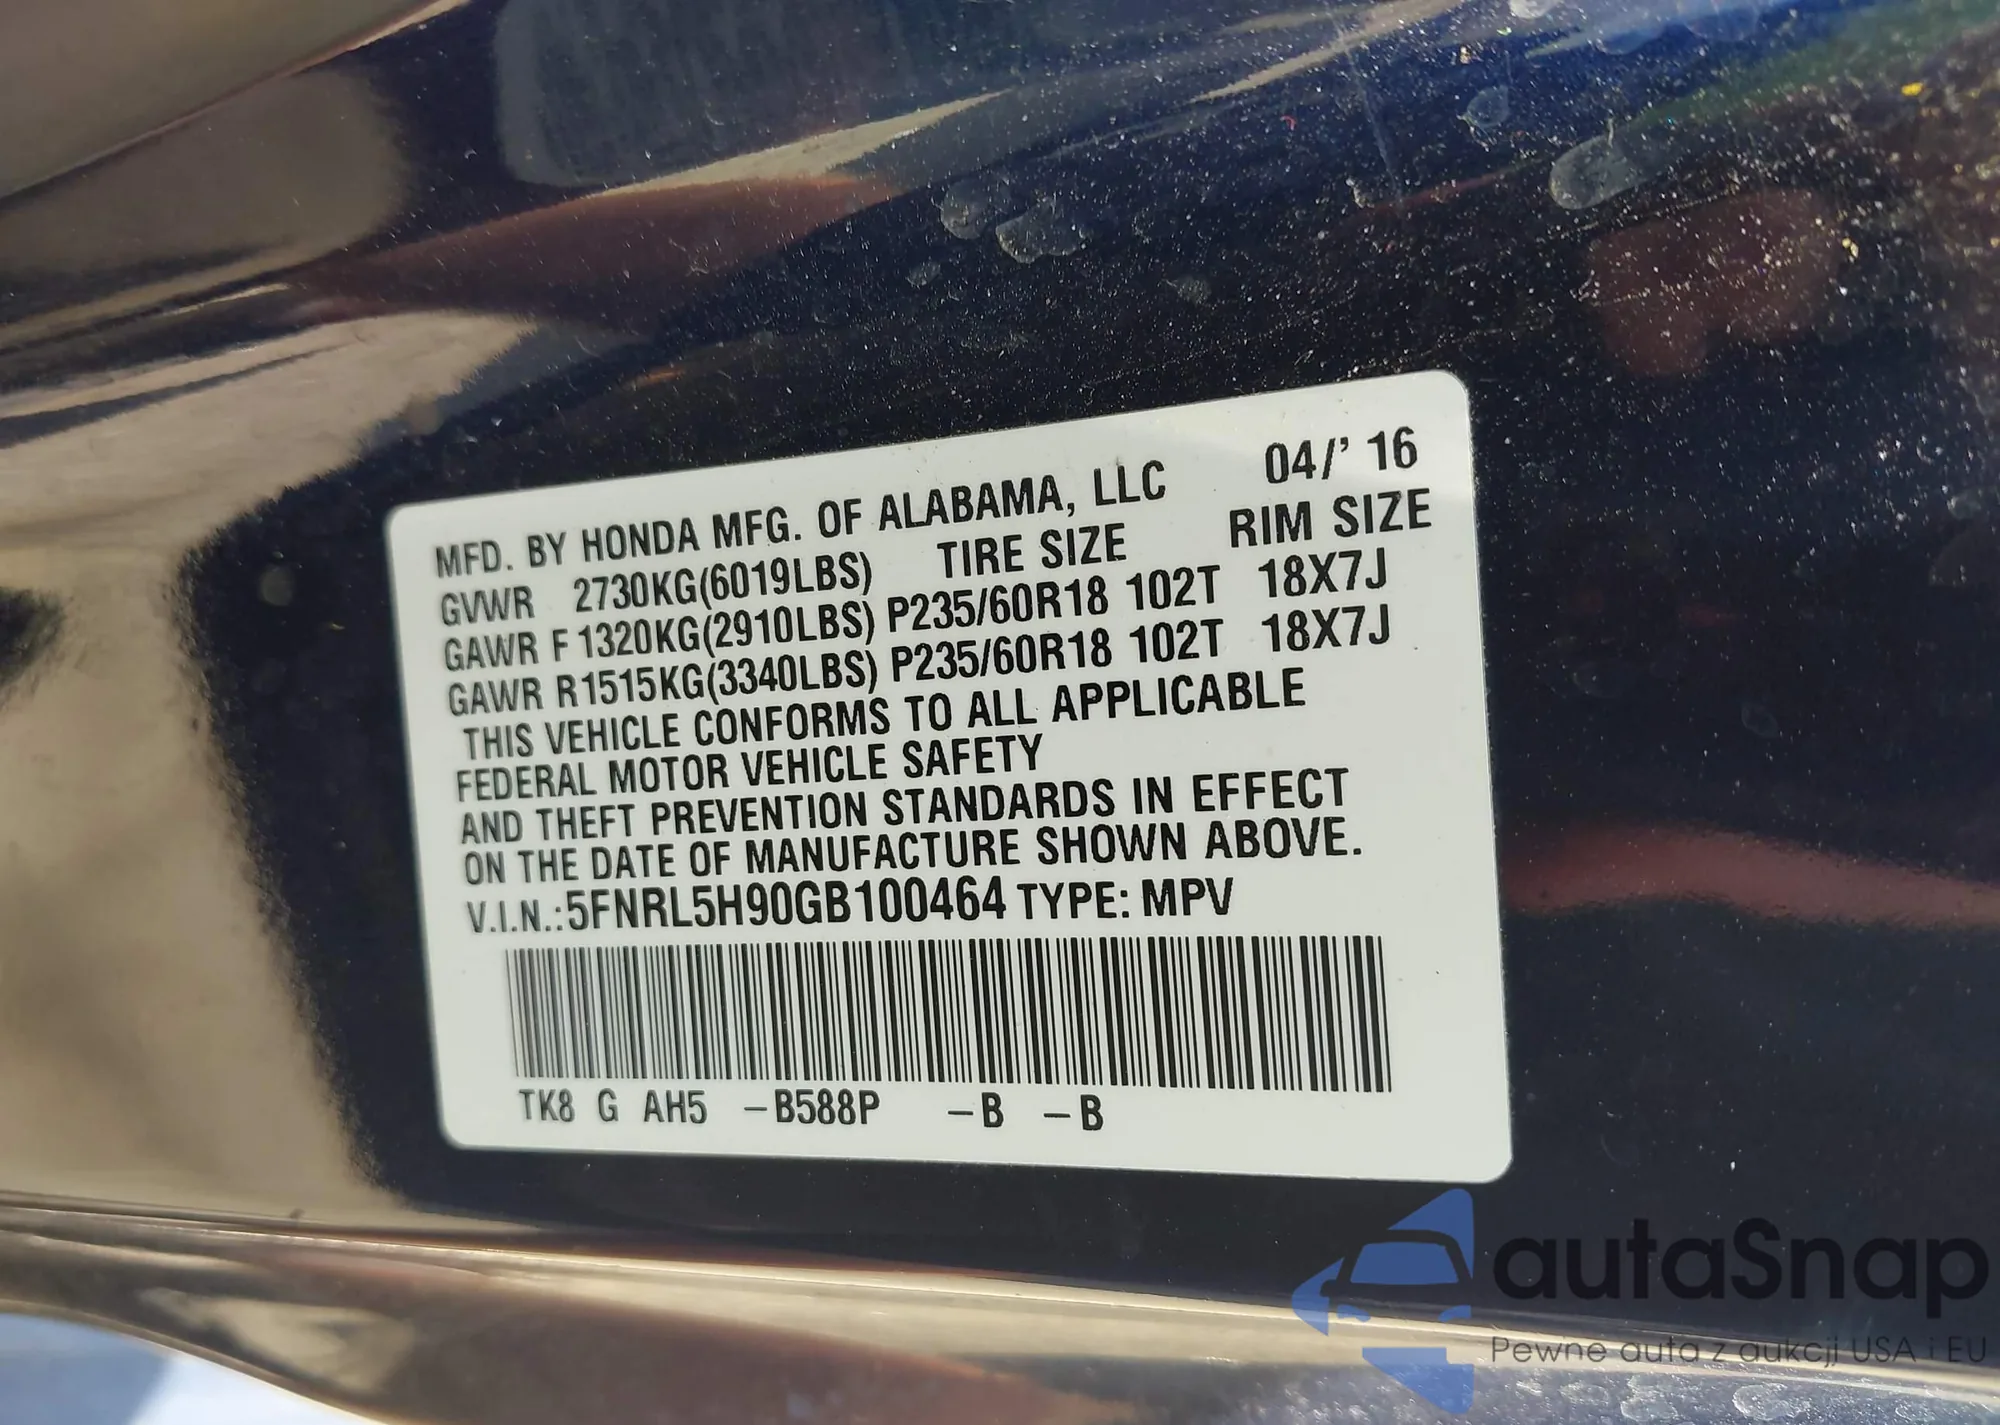 MFD. BY HONDA MFG. OF ALABAMA, LLC 04/' 16
GVWR 2730KG(6019LBS) TIRE SIZE RIM SIZE
GAWR F 1320KG(2910LBS) P235/60R18 102T 18X7J
GAWR R1515KG(3340LBS) P235/60R18 102T 18X7J
THIS VEHICLE CONFORMS TO ALL APPLICABLE
FEDERAL MOTOR VEHICLE SAFETY
AND THEFT PREVENTION STANDARDS IN EFFECT
ON THE DATE OF MANUFACTURE SHOWN ABOVE.
V.I.N.:5FNRL5H90GB100464 TYPE: MPV
TK8 G AH5 –B588P –B –B
autaSnap
Pewne auta z aukcji USA i EU